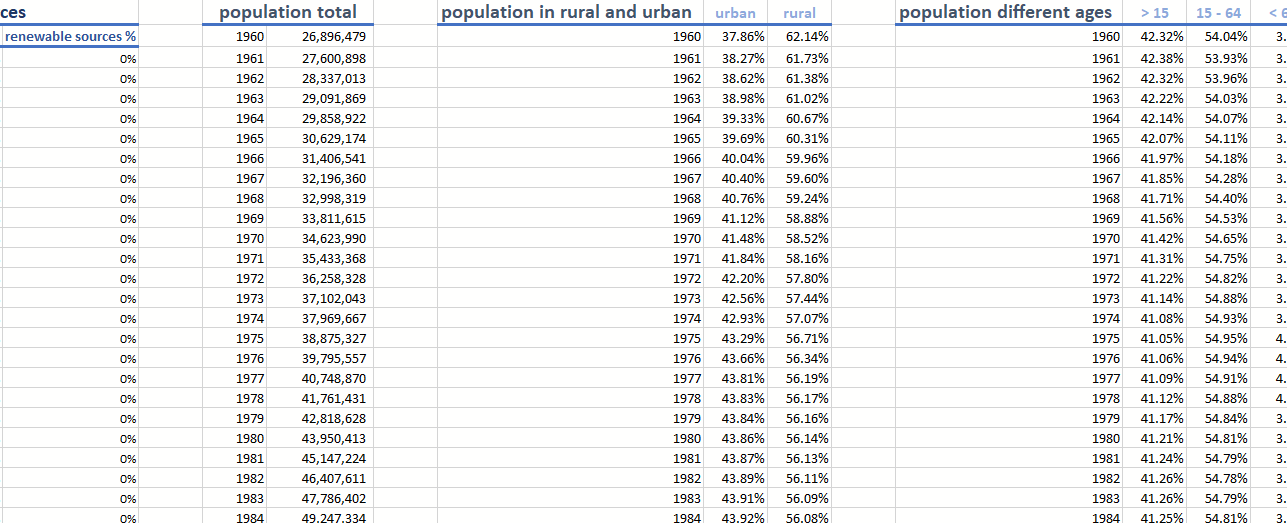 ces population total population in rural and urban urban rural population different ages > 15 15 - 64 < 6
renewable sources % 1960 26,896,479 1960 37.86% 62.14% 1960 42.32% 54.04% 3.
0% 1961 27,600,898 1961 38.27% 61.73% 1961 42.38% 53.93% 3.
0% 1962 28,337,013 1962 38.62% 61.38% 1962 42.32% 53.96% 3.
0% 1963 29,091,869 1963 38.98% 61.02% 1963 42.22% 54.03% 3.
0% 1964 29,858,922 1964 39.33% 60.67% 1964 42.14% 54.07% 3.
0% 1965 30,629,174 1965 39.69% 60.31% 1965 42.07% 54.11% 3.
0% 1966 31,406,541 1966 40.04% 59.96% 1966 41.97% 54.18% 3.
0% 1967 32,196,360 1967 40.40% 59.60% 1967 41.85% 54.28% 3.
0% 1968 32,998,319 1968 40.76% 59.24% 1968 41.71% 54.40% 3.
0% 1969 33,811,615 1969 41.12% 58.88% 1969 41.56% 54.53% 3.
0% 1970 34,623,990 1970 41.48% 58.52% 1970 41.42% 54.65% 3.
0% 1971 35,433,368 1971 41.84% 58.16% 1971 41.31% 54.75% 3.
0% 1972 36,258,328 1972 42.20% 57.80% 1972 41.22% 54.82% 3.
0% 1973 37,102,043 1973 42.56% 57.44% 1973 41.14% 54.88% 3.
0% 1974 37,969,667 1974 42.93% 57.07% 1974 41.08% 54.93% 3.
0% 1975 38,875,327 1975 43.29% 56.71% 1975 41.05% 54.95% 4.
0% 1976 39,795,557 1976 43.66% 56.34% 1976 41.06% 54.94% 4.
0% 1977 40,748,870 1977 43.81% 56.19% 1977 41.09% 54.91% 4.
0% 1978 41,761,431 1978 43.83% 56.17% 1978 41.12% 54.88% 4.
0% 1979 42,818,628 1979 43.84% 56.16% 1979 41.17% 54.84% 3.
0% 1980 43,950,413 1980 43.86% 56.14% 1980 41.21% 54.81% 3.
0% 1981 45,147,224 1981 43.87% 56.13% 1981 41.24% 54.79% 3.
0% 1982 46,407,611 1982 43.89% 56.11% 1982 41.26% 54.78% 3.
0% 1983 47,786,402 1983 43.91% 56.09% 1983 41.26% 54.79% 3.
0% 1984 49,247,334 1984 43.92% 56.08% 1984 41.25% 54.81% 3.